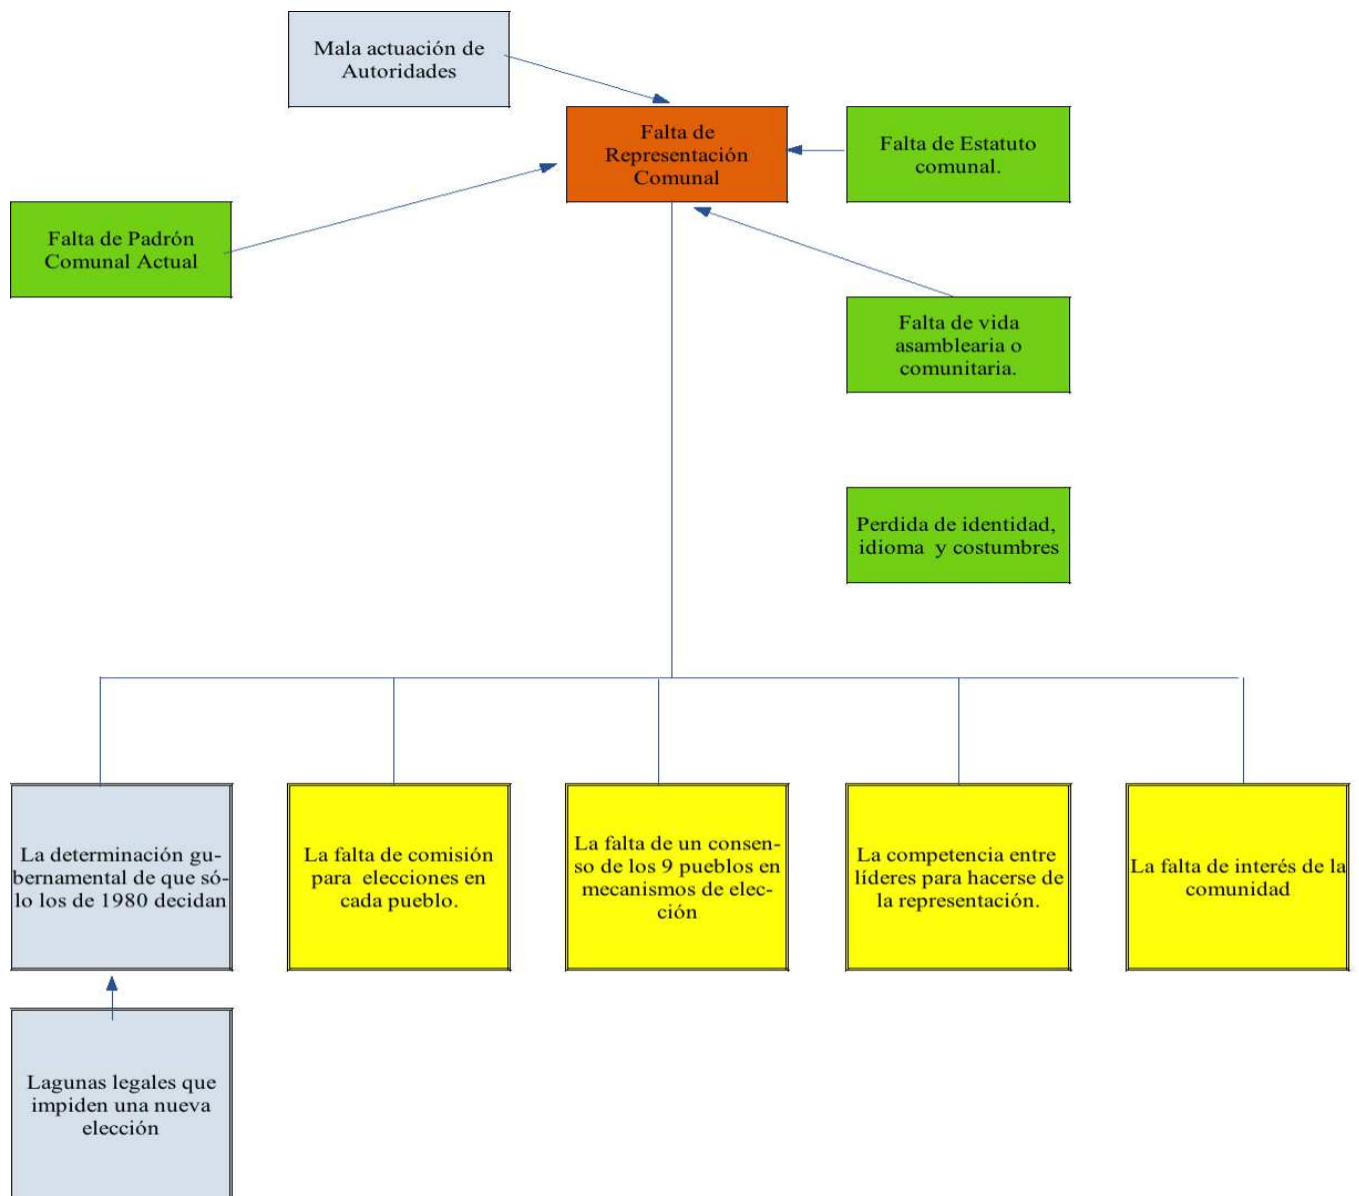 Mala actuación de
Autoridades
Falta de
Representación
Comunal
Falta de Estatuto
comunal.
Falta de Padrón
Comunal Actual
Falta de vida
asamblearia o
comunitaria.
Perdida de identidad,
idioma y costumbres
La determinación gu-
bernamental de que só-
lo los de 1980 decidan
La falta de comisión
para elecciones en
cada pueblo.
La falta de un consen-
so de los 9 pueblos en
mecanismos de elec-
ción
La competencia entre
líderes para hacerse de
la representación.
La falta de interés de la
comunidad
Lagunas legales que
impiden una nueva
elección